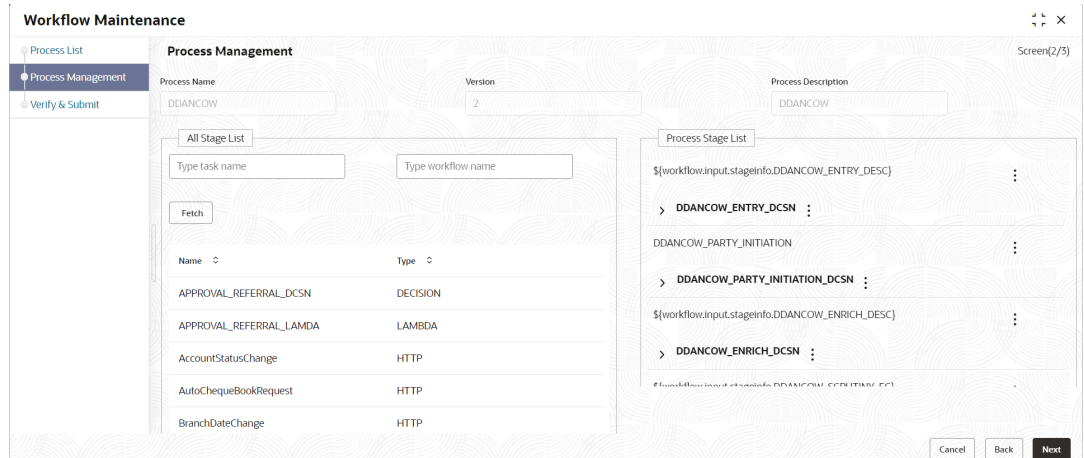 Workflow Maintenance
Process List
Process Management
Verify & Submit
Process Management
Screen(2/3)
Process Name
Version
Process Description
DDANCOW
2
DDANCOW
All Stage List
Type task name
Type workflow name
Fetch
Name
Type
APPROVAL_REFERRAL_DCSN
DECISION
APPROVAL_REFERRAL_LAMDA
LAMBDA
AccountStatusChange
HTTP
AutoChequeBookRequest
HTTP
BranchDateChange
HTTP
Process Stage List
${workflow.input.stageinfo.DDANCOW_ENTRY_DESC}
DDANCOW_ENTRY_DCSN
DDANCOW_PARTY_INITIATION
DDANCOW_PARTY_INITIATION_DCSN
${workflow.input.stageinfo.DDANCOW_ENRICH_DESC}
DDANCOW_ENRICH_DCSN
Cancel
Back
Next